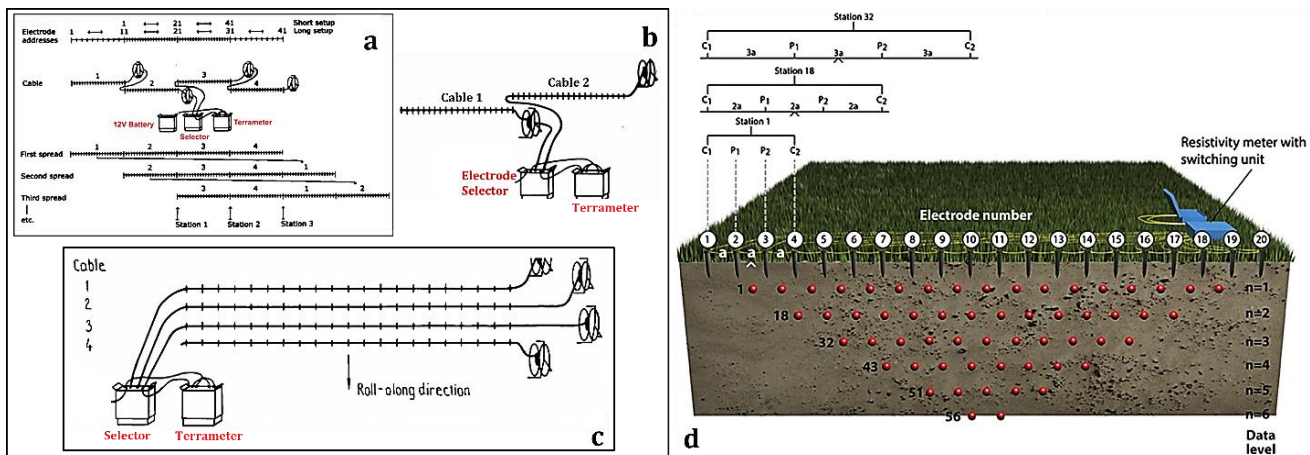 1 21 41 Short setup
Electrode 1 11 21 31 41 Long setup
addresses
a
Cable 1 2 3 4
12V Battery Terrameter
Selector
First spread 1 2 3 4
1
Second spread 2 3 4
2
Third spread 3 4 1
etc.
Station 1 Station 2 Station 3
b
Cable 1 Cable 2
Electrode
Selector
Terrameter
Cable
1
2
3
4
Roll-along direction
Selector Terrameter
c
Station 32
C1 P1 P2 C2
3a 3a 3a
Station 18
C1 P1 P2 C2
2a 2a 2a
Station 1
C1 P1 P2 C2
Resistivity meter with
switching unit
Electrode number
1 2 3 4 5 6 7 8 9 10 11 12 13 14 15 16 17 18 19 20
a a a
1 n=1
18 n=2
32 n=3
43 n=4
51 n=5
56 n=6
d
Data
level